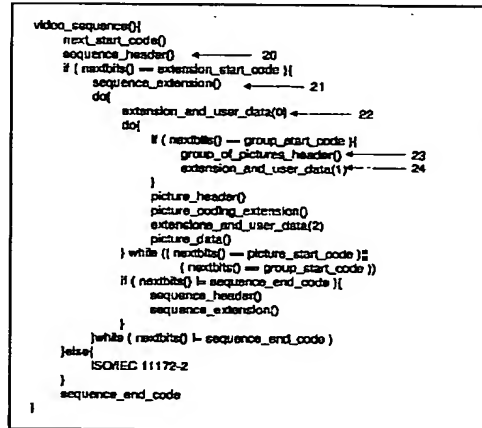 video_sequence(){
next_start_code()
sequence_header() 20
if ( nextbits() == extension_start_code ){
sequence_extension() 21
do{
extension_and_user_data(0) 22
do{
if ( nextbits() == group_start_code ){
group_of_pictures_header() 23
extension_and_user_data(1) 24
}
picture_header()
picture_coding_extension()
extensions_and_user_data(2)
picture_data()
} while (( nextbits() == picture_start_code ) ||
( nextbits() == group_start_code ))
if ( nextbits() != sequence_end_code ){
sequence_header()
sequence_extension()
}
}while ( nextbits() != sequence_end_code )
}else{
ISO/IEC 11172-2
}
sequence_end_code
}